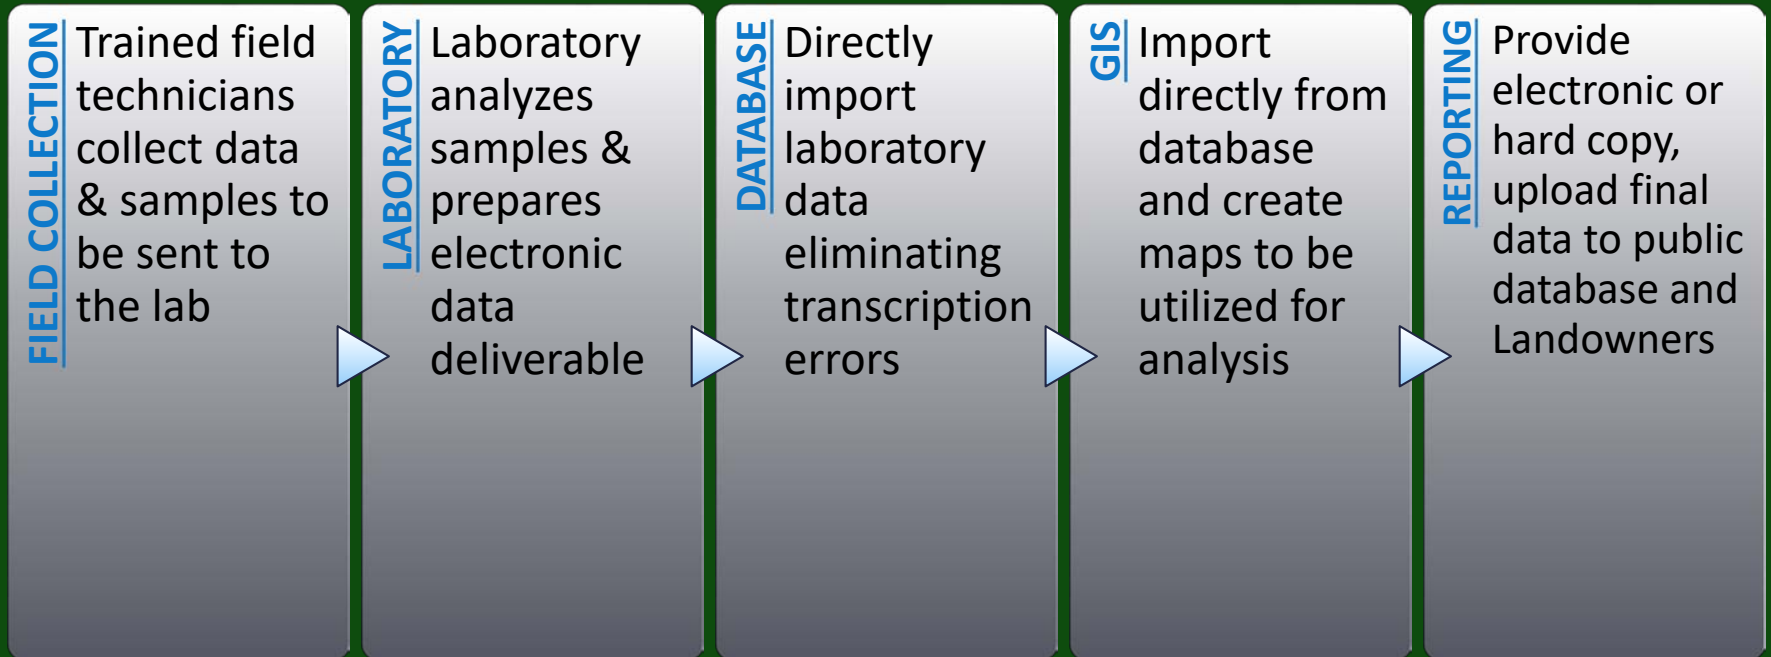 FIELD COLLECTION
Trained field
technicians
collect data
& samples to
be sent to
the lab
LABORATORY
Laboratory
analyzes
samples &
prepares
electronic
data
deliverable
DATABASE
Directly
import
laboratory
data
eliminating
transcription
errors
GIS
Import
directly from
database
and create
maps to be
utilized for
analysis
REPORTING
Provide
electronic or
hard copy,
upload final
data to public
database and
Landowners